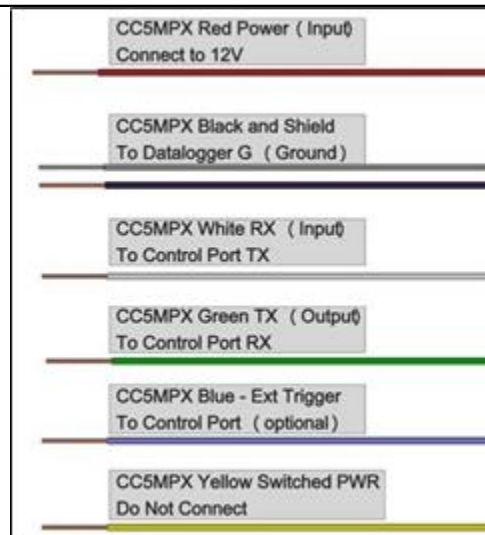 CC5MPX Red Power ( Input)
Connect to 12V
CC5MPX Black and Shield
To Datalogger G ( Ground )
CC5MPX White RX ( Input)
To Control Port TX
CC5MPX Green TX ( Output)
To Control Port RX
CC5MPX Blue - Ext Trigger
To Control Port ( optional )
CC5MPX Yellow Switched PWR
Do Not Connect